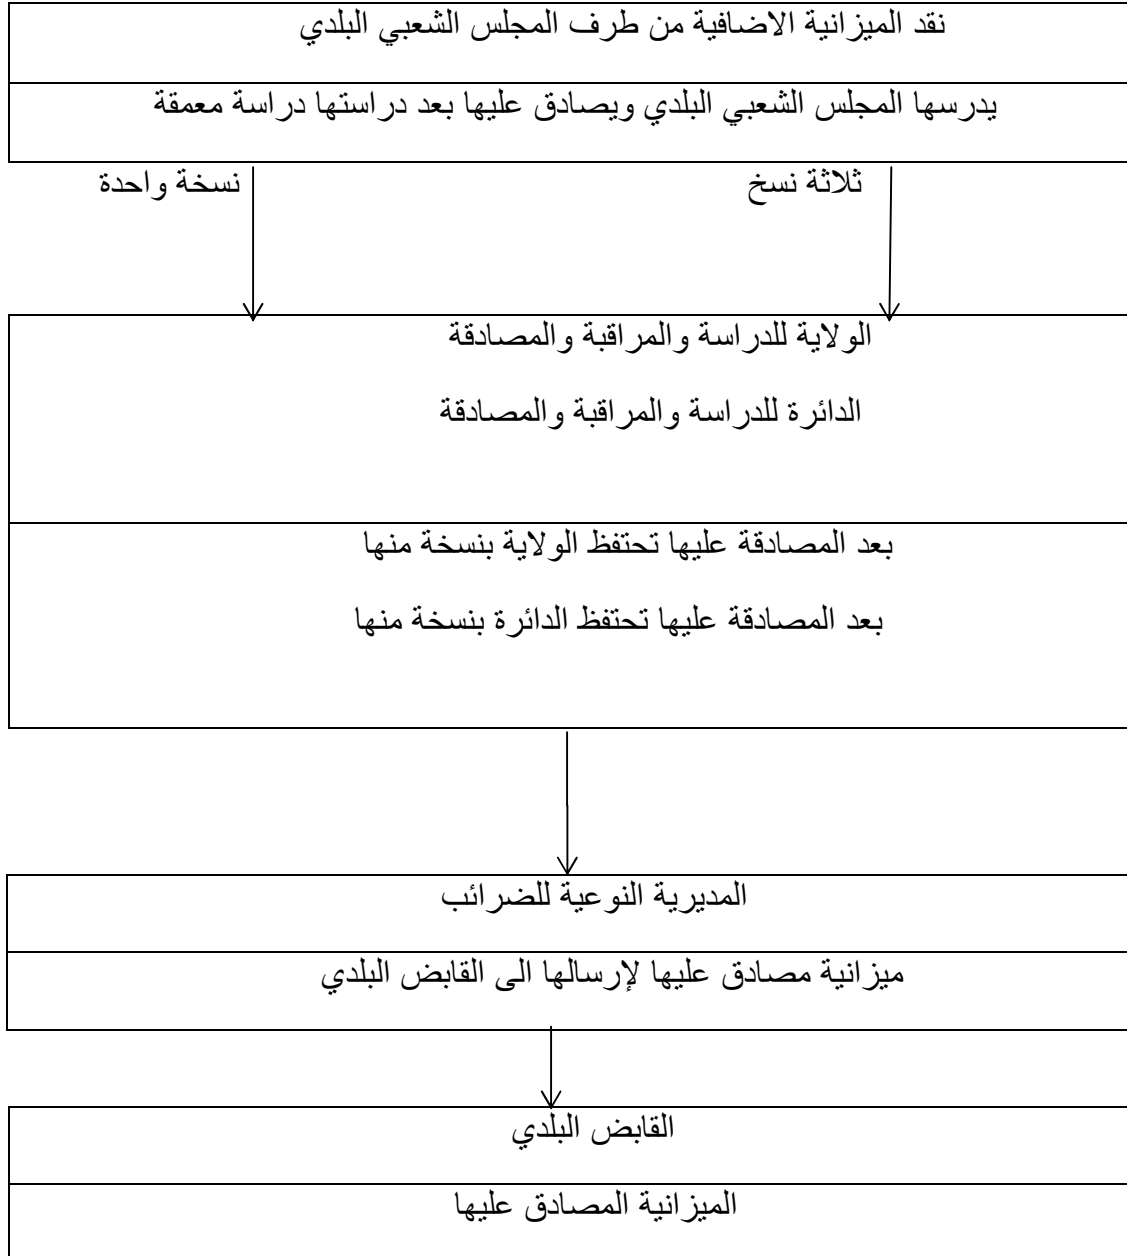 نقد الميزانية الاضافية من طرف المجلس الشعبي البلدي
يدرسها المجلس الشعبي البلدي ويصادق عليها بعد دراستها دراسة معمقة
ثلاثة نسخ
نسخة واحدة
الولاية للدراسة والمراقبة والمصادقة
الدائرة للدراسة والمراقبة والمصادقة
بعد المصادقة عليها تحتفظ الولاية بنسخة منها
بعد المصادقة عليها تحتفظ الدائرة بنسخة منها
المديرية النوعية للضرائب
ميزانية مصادق عليها لإرسالها الى القابض البلدي
القابض البلدي
الميزانية المصادق عليها